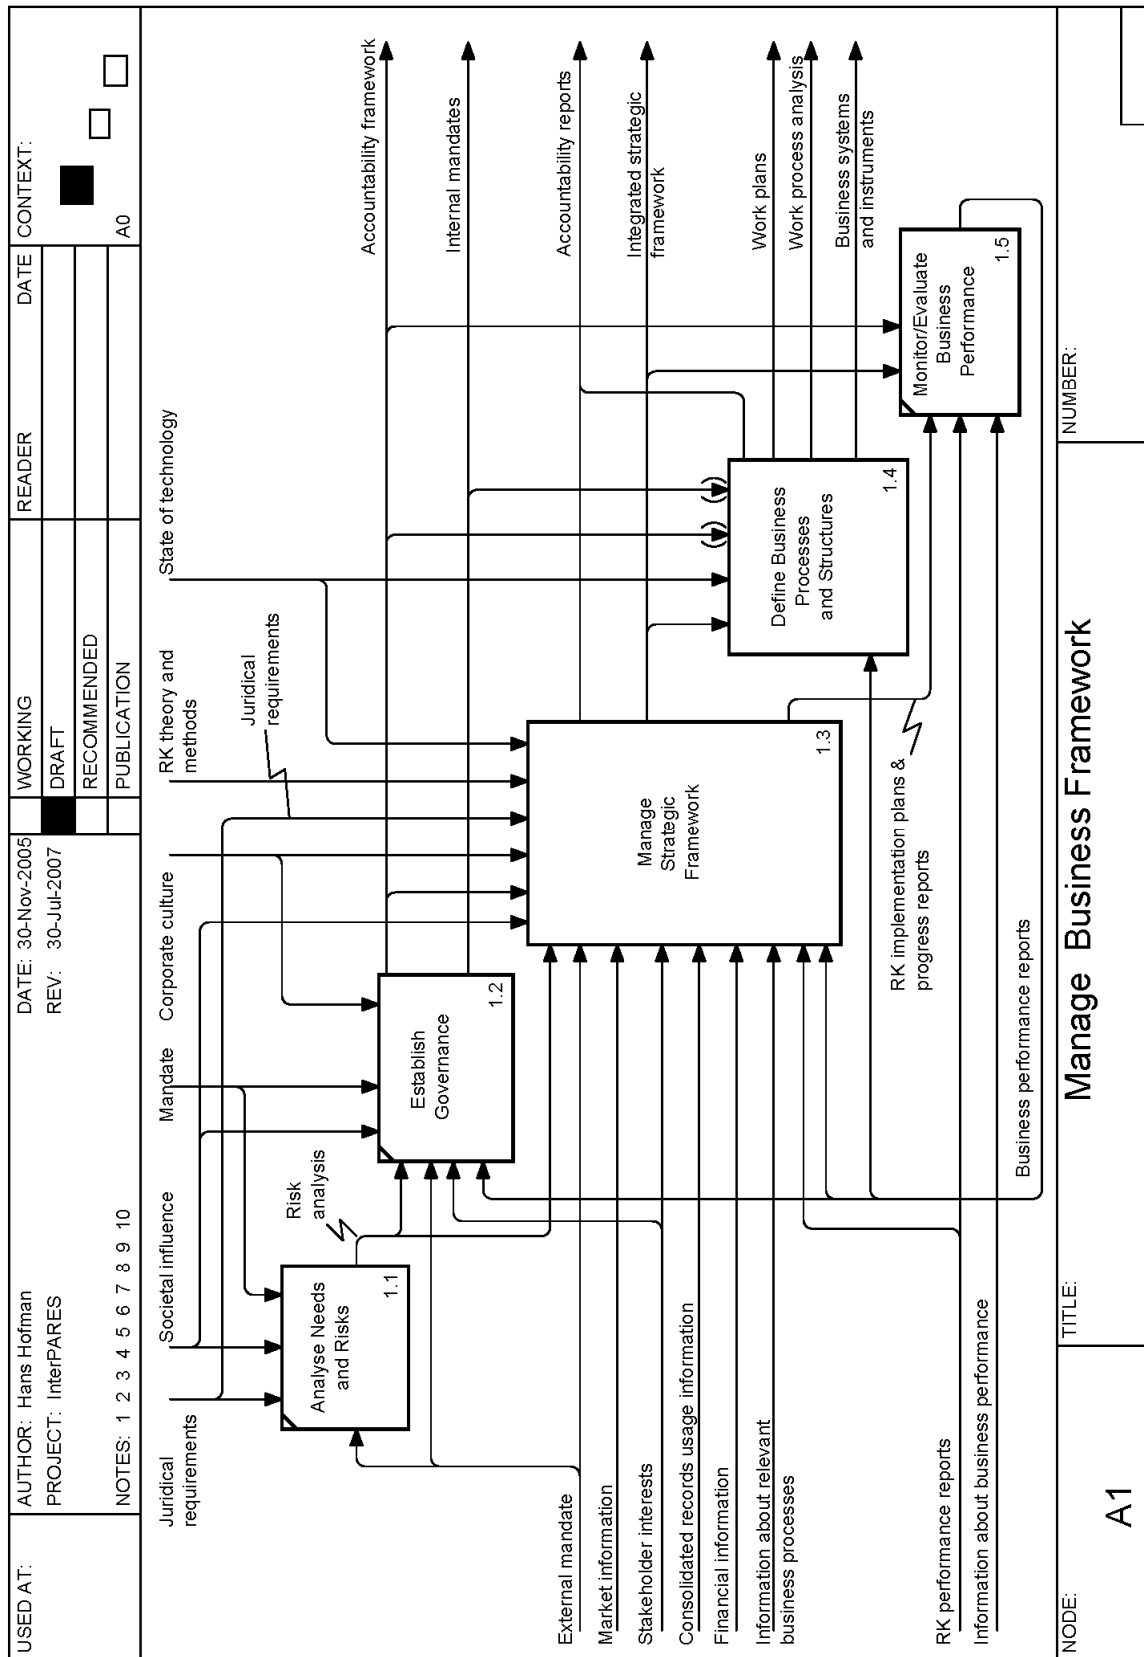 USED AT:
AUTHOR: Hans Hofman
PROJECT: InterPARES
NOTES: 1 2 3 4 5 6 7 8 9 10
DATE: 30-Nov-2005
REV: 30-Jul-2007
WORKING
DRAFT
RECOMMENDED
PUBLICATION
READER
DATE
CONTEXT:
A0
Juridical
requirements
Societal influence
Mandate
Corporate culture
RK theory and
methods
State of technology
Juridical
requirements
Accountability framework
Internal mandates
Accountability reports
Integrated strategic
framework
Work plans
Work process analysis
Business systems
and instruments
Analyse Needs
and Risks
1.1
Risk
analysis
Establish
Governance
1.2
Manage
Strategic
Framework
1.3
Define Business
Processes
and Structures
1.4
Monitor/Evaluate
Business
Performance
1.5
External mandate
Market information
Stakeholder interests
Consolidated records usage information
Financial information
Information about relevant
business processes
RK performance reports
Information about business performance
RK implementation plans &
progress reports
Business performance reports
NODE:
A1
TITLE:
Manage Business Framework
NUMBER: